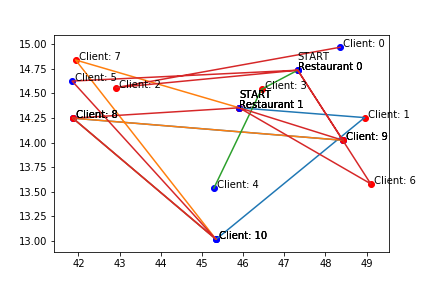 15.00
14.75
14.50
14.25
14.00
13.75
13.50
13.25
13.00
Client: 0
Client: 7
START
Restaurant 0
Client: 5
Client: 2
Client: 3
START
Restaurant 1
Client: 8
Client: 1
Client: 9
Client: 4
Client: 6
Client: 10
42 43 44 45 46 47 48 49